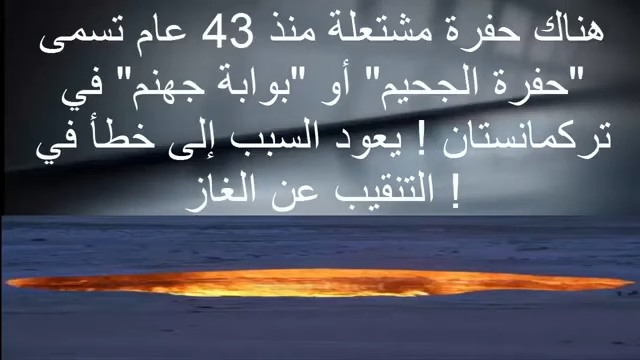 هناك حفرة مشتعلة منذ 43 عام تسمى
"حفرة الجحيم" أو "بوابة جهنم" في
تركمانستان ! يعود السبب إلى خطأ في
التنقيب عن الغاز !